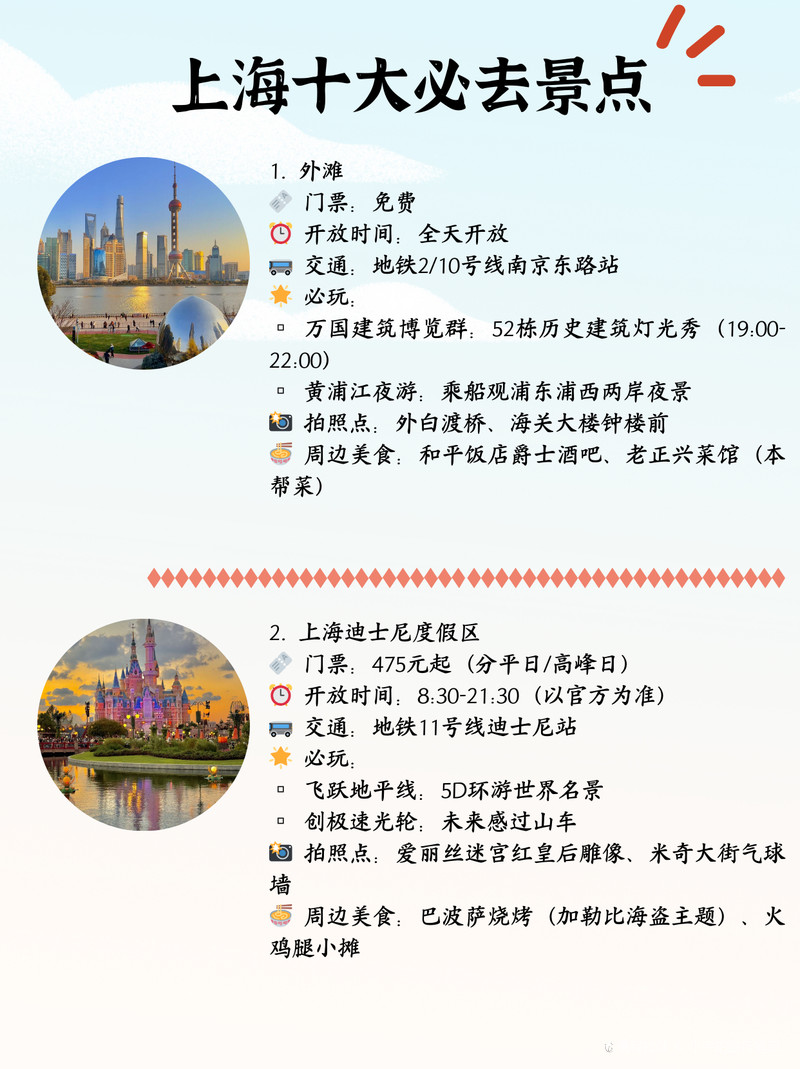 上海十大必去景点
1. 外滩
门票：免费
开放时间：全天开放
交通：地铁2/10号线南京东路站
必玩：
▫ 万国建筑博览群：52栋历史建筑灯光秀（19:00-
22:00）
▫ 黄浦江夜游：乘船观浦东浦西两岸夜景
拍照点：外白渡桥、海关大楼钟楼前
周边美食：和平饭店爵士酒吧、老正兴菜馆（本
帮菜）
2. 上海迪士尼度假区
门票：475元起（分平日/高峰日）
开放时间：8:30-21:30（以官方为准）
交通：地铁11号线迪士尼站
必玩：
▫ 飞跃地平线：5D环游世界名景
▫ 创极速光轮：未来感过山车
拍照点：爱丽丝迷宫红皇后雕像、米奇大街气球
墙
周边美食：巴波萨烧烤（加勒比海盗主题）、火
鸡腿小摊